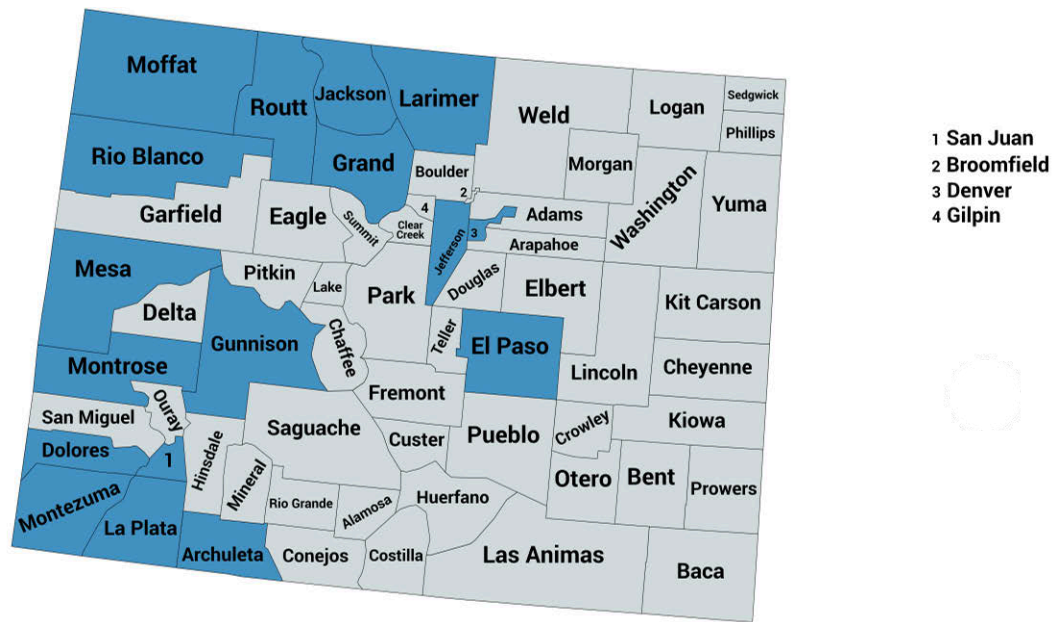 Moffat
Routt
Jackson
Larimer
Weld
Logan
Sedgwick
Phillips
Rio Blanco
Grand
Boulder
Morgan
Washington
Yuma
Garfield
Eagle
Summit
4
Clear
Creek
2
Jefferson
3
Adams
Arapahoe
Mesa
Pitkin
Lake
Park
Douglas
Elbert
Kit Carson
Delta
Gunnison
Chaffee
Teller
El Paso
Lincoln
Cheyenne
Montrose
Fremont
Kiowa
San Miguel
Ouray
Saguache
Custer
Pueblo
Crowley
Dolores
1
Hinsdale
Mineral
Rio Grande
Alamosa
Huerfano
Otero
Bent
Prowers
Montezuma
La Plata
Archuleta
Conejos
Costilla
Las Animas
Baca
1 San Juan
2 Broomfield
3 Denver
4 Gilpin